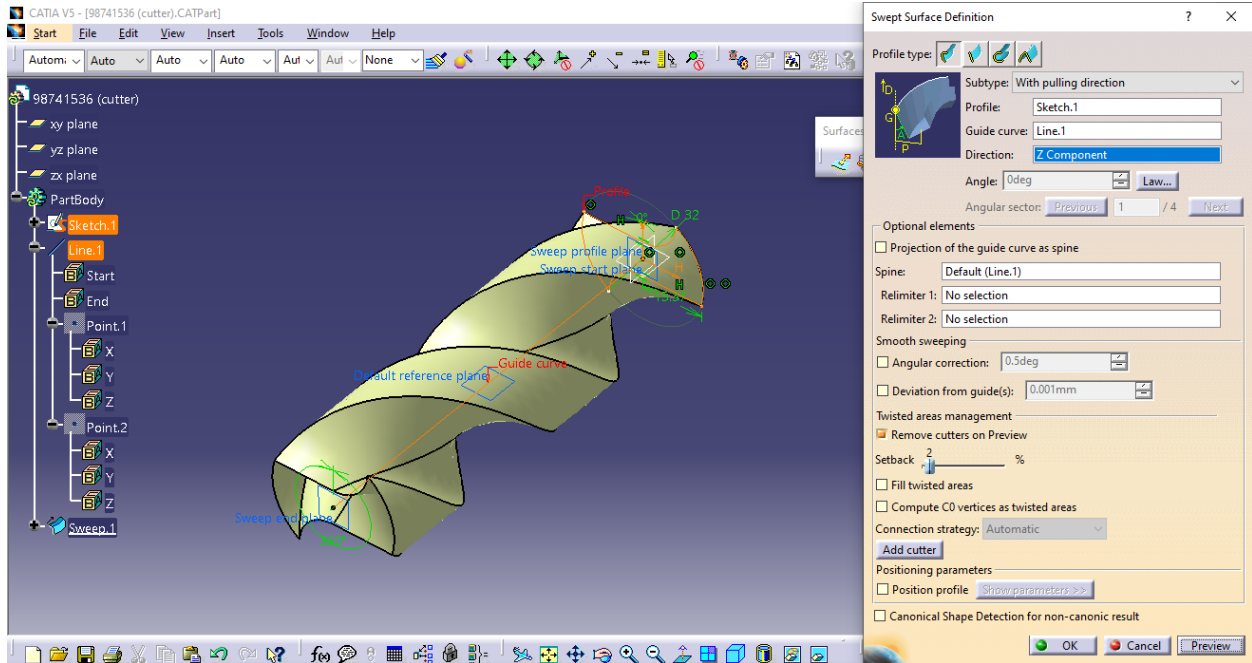 CATIA V5 - [98741536 (cutter).CATPart]
Start File Edit View Insert Tools Window Help
Autom: Auto Auto Auto Aut Aut None
98741536 (cutter)
xy plane
yz plane
zx plane
PartBody
Sketch.1
Line.1
Start
End
Point.1
X
Y
Z
Point.2
X
Y
Z
Sweep.1
Profile
0°
D 32
H
Sweep profile plane
H
Sweep start plane
H
Guide curve
Default reference plane
Sweep end plane
Surfaces
Swept Surface Definition ? X
Profile type:
D
G
A
P
Subtype: With pulling direction
Profile: Sketch.1
Guide curve: Line.1
Direction: Z Component
Angle: 0deg Law...
Angular sector: Previous 1 / 4 Next
Optional elements
Projection of the guide curve as spine
Spine: Default (Line.1)
Relimiter 1: No selection
Relimiter 2: No selection
Smooth sweeping
Angular correction: 0.5deg
Deviation from guide(s): 0.001mm
Twisted areas management
Remove cutters on Preview
Setback 2 %
Fill twisted areas
Compute C0 vertices as twisted areas
Connection strategy: Automatic
Add cutter
Positioning parameters
Position profile Show parameters >>
Canonical Shape Detection for non-canonic result
OK Cancel Preview
f(x)